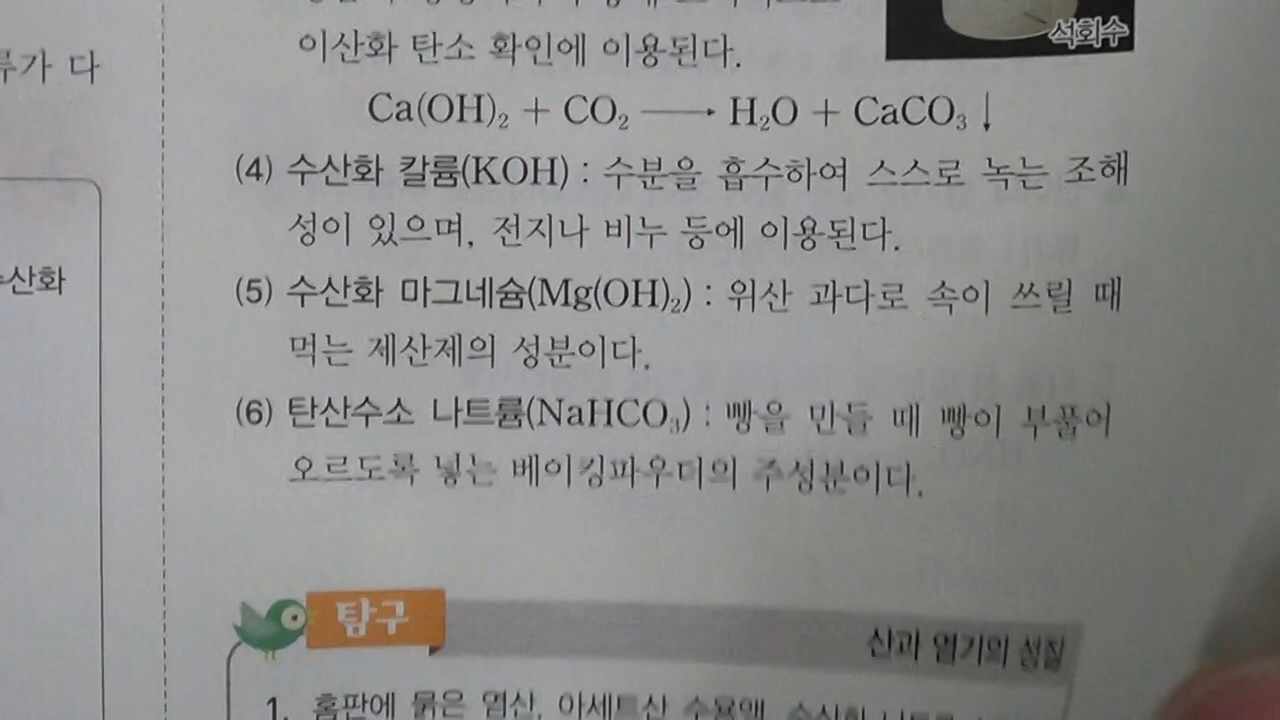 류가 다
수산화
이산화 탄소 확인에 이용된다.
석회수
Ca(OH)₂ + CO₂ ⟶ H₂O + CaCO₃↓
(4) 수산화 칼륨(KOH) : 수분을 흡수하여 스스로 녹는 조해
성이 있으며, 전지나 비누 등에 이용된다.
(5) 수산화 마그네슘(Mg(OH)₂) : 위산 과다로 속이 쓰릴 때
먹는 제산제의 성분이다.
(6) 탄산수소 나트륨(NaHCO₃) : 빵을 만들 때 빵이 부풀어
오르도록 넣는 베이킹파우더의 주성분이다.
탐구
산과 염기의 성질
1. 홈판에 묽은 염산, 아세트산 수용액, 수산화 나트륨